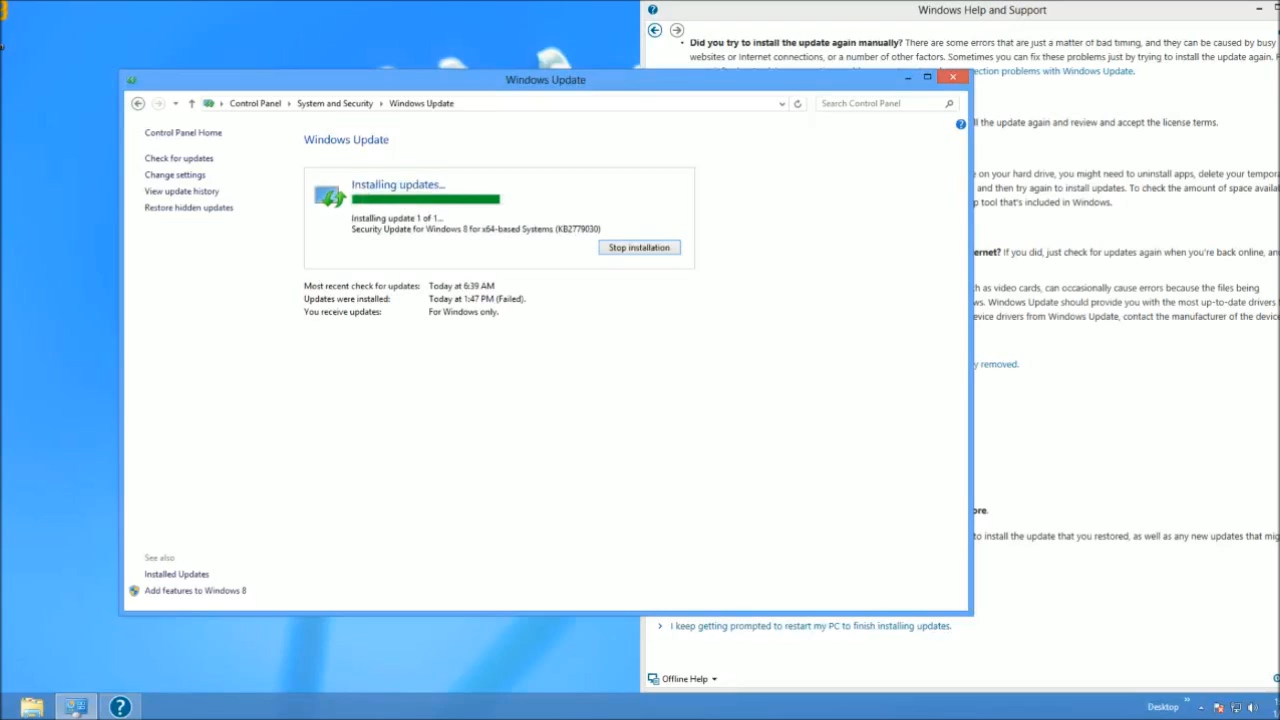 Windows Help and Support
Did you try to install the update again manually? There are some errors that are just a matter of bad timing, and they can be caused by busy
websites or Internet connections, or a number of other factors. Sometimes you can fix these problems just by trying to install the update again.
nection problems with Windows Update.
ll the update again and review and accept the license terms.
on your hard drive, you might need to uninstall apps, delete your tempora
and then try again to install updates. To check the amount of space availa
p tool that's included in Windows.
ernet? If you did, just check for updates again when you're back online, an
h as video cards, can occasionally cause errors because the files being
ws. Windows Update should provide you with the most up-to-date drivers
evice drivers from Windows Update, contact the manufacturer of the device
y removed.
ore.
to install the update that you restored, as well as any new updates that mig
I keep getting prompted to restart my PC to finish installing updates.
Offline Help
Windows Update
Control Panel System and Security Windows Update
Search Control Panel
Control Panel Home
Check for updates
Change settings
View update history
Restore hidden updates
Windows Update
Installing updates...
Installing update 1 of 1...
Security Update for Windows 8 for x64-based Systems (KB2779030)
Stop installation
Most recent check for updates: Today at 6:39 AM
Updates were installed: Today at 1:47 PM (Failed).
You receive updates: For Windows only.
See also
Installed Updates
Add features to Windows 8
Desktop